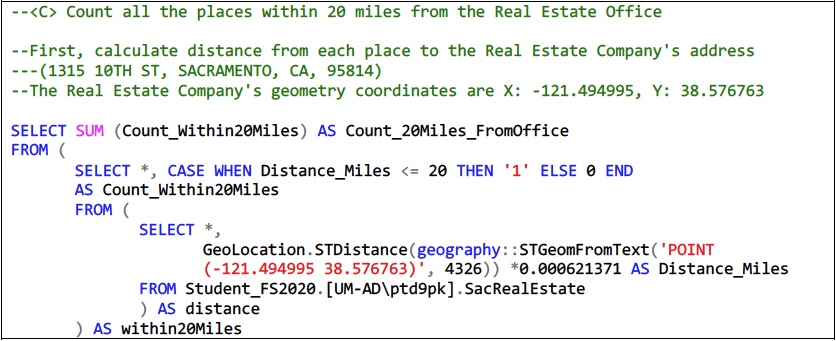 --<C> Count all the places within 20 miles from the Real Estate Office
--First, calculate distance from each place to the Real Estate Company's address
---(1315 10TH ST, SACRAMENTO, CA, 95814)
--The Real Estate Company's geometry coordinates are X: -121.494995, Y: 38.576763
SELECT SUM (Count_Within20Miles) AS Count_20Miles_FromOffice
FROM (
SELECT *, CASE WHEN Distance_Miles <= 20 THEN '1' ELSE 0 END
AS Count_Within20Miles
FROM (
SELECT *,
GeoLocation.STDistance(geography::STGeomFromText('POINT
(-121.494995 38.576763)', 4326)) *0.000621371 AS Distance_Miles
FROM Student_FS2020.[UM-AD\ptd9pk].SacRealEstate
) AS distance
) AS within20Miles